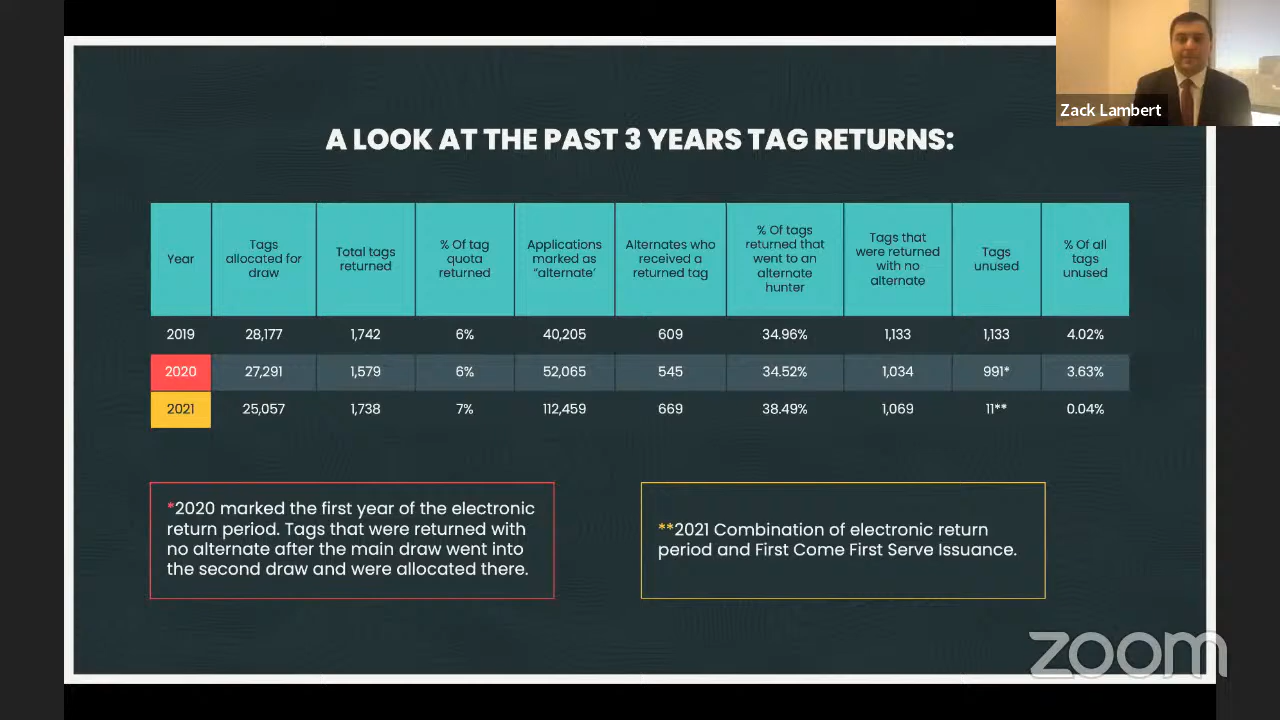 Zack Lambert
A LOOK AT THE PAST 3 YEARS TAG RETURNS:
Year
Tags
allocated for
draw
Total tags
returned
% Of tag
quota
returned
Applications
marked as
"alternate'
Alternates who
received a
returned tag
% Of tags
returned that
went to an
alternate
hunter
Tags that
were returned
with no
alternate
Tags
unused
% Of all
tags
unused
2019 28,177 1,742 6% 40,205 609 34.96% 1,133 1,133 4.02%
2020 27,291 1,579 6% 52,065 545 34.52% 1,034 991* 3.63%
2021 25,057 1,738 7% 112,459 669 38.49% 1,069 11** 0.04%
*2020 marked the first year of the electronic
return period. Tags that were returned with
no alternate after the main draw went into
the second draw and were allocated there.
**2021 Combination of electronic return
period and First Come First Serve Issuance.
zoom